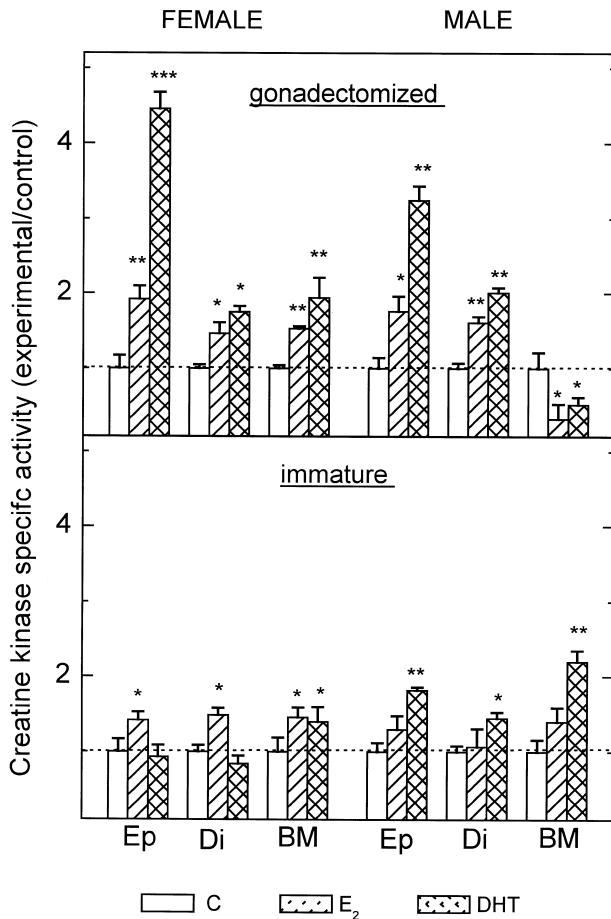 FEMALE MALE
Creatine kinase specifc activity (experimental/control)
gonadectomized
4
2
*** ** * * ** ** ** * ** ** * *
immature
4
2
* * * * ** * **
Ep Di BM Ep Di BM
C E₂ DHT